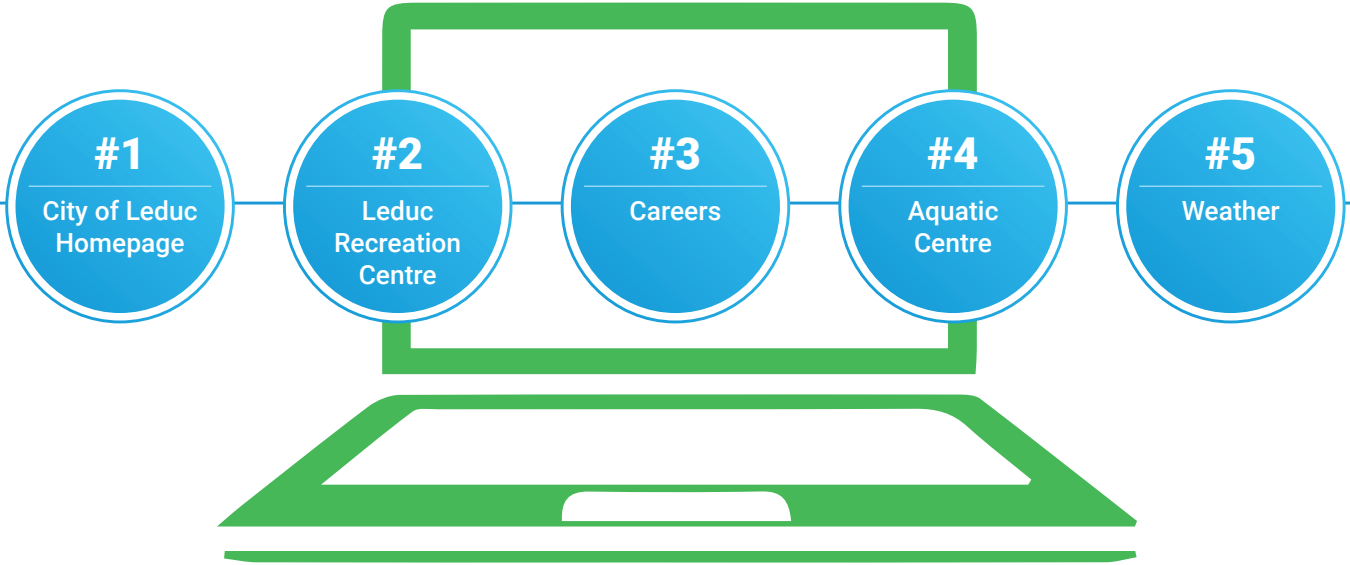 #1
City of Leduc
Homepage
#2
Leduc
Recreation
Centre
#3
Careers
#4
Aquatic
Centre
#5
Weather